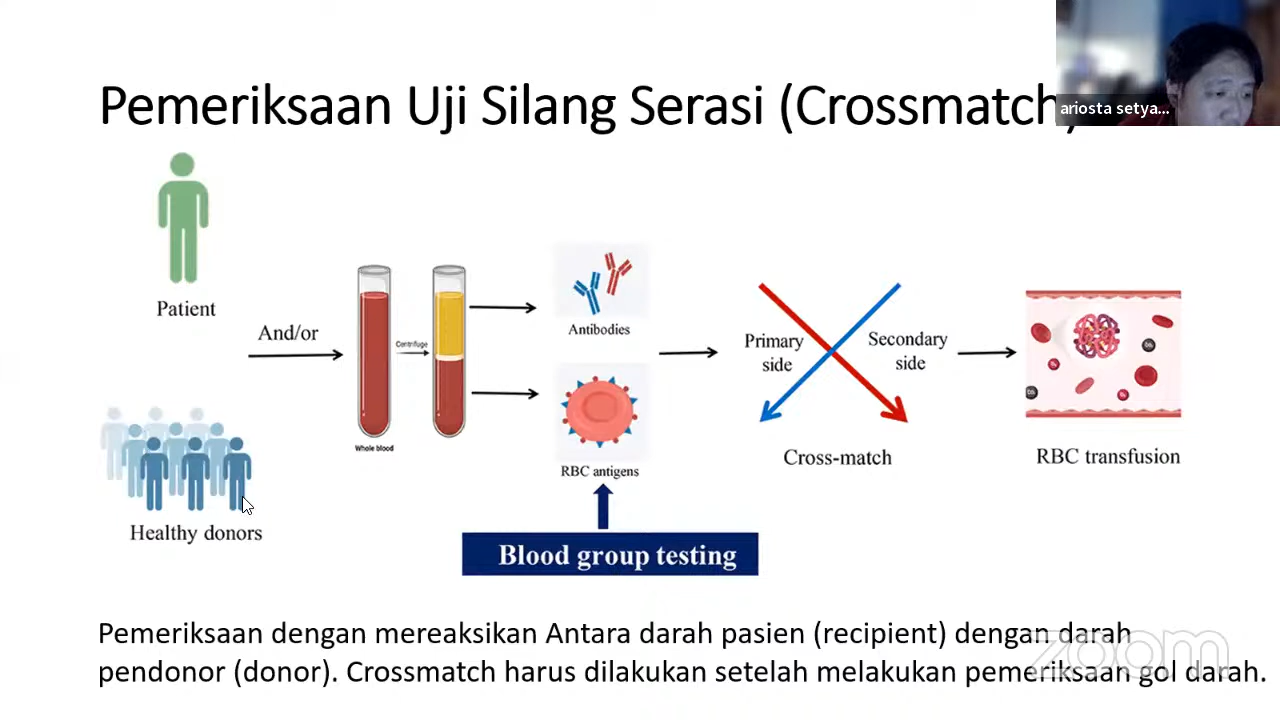 Pemeriksaan Uji Silang Serasi (Crossmatch)
ariosta setya...
Patient
And/or
Centrifuge
Whole blood
Antibodies
RBC antigens
Primary side
Secondary side
Cross-match
RBC transfusion
Healthy donors
Blood group testing
Pemeriksaan dengan mereaksikan Antara darah pasien (recipient) dengan darah
pendonor (donor). Crossmatch harus dilakukan setelah melakukan pemeriksaan gol darah.
zoom